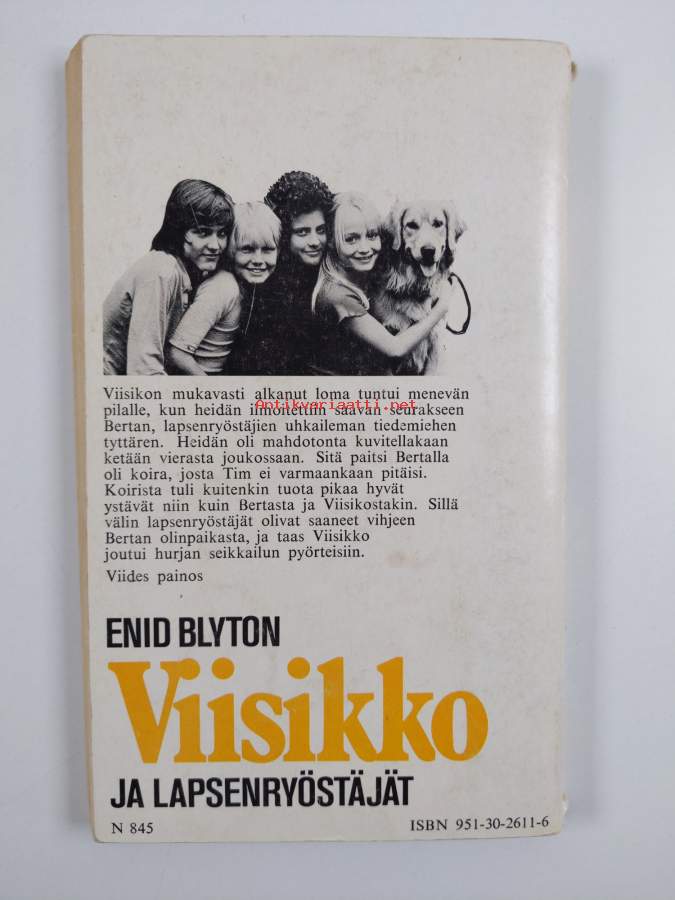 Viisikon mukavasti alkanut loma tuntui menevän
pilalle, kun heidän ilmoitettiin saavan seurakseen
Antikvariaatti.net
Bertan, lapsenryöstäjien uhkaileman tiedemiehen
tyttären. Heidän oli mahdotonta kuvitellakaan
ketään vierasta joukossaan. Sitä paitsi Bertalla
oli koira, josta Tim ei varmaankaan pitäisi.
Koirista tuli kuitenkin tuota pikaa hyvät
ystävät niin kuin Bertasta ja Viisikostakin. Sillä
välin lapsenryöstäjät olivat saaneet vihjeen
Bertan olinpaikasta, ja taas Viisikko
joutui hurjan seikkailun pyörteisiin.
Viides painos
ENID BLYTON
Viisikko
JA LAPSENRYÖSTÄJÄT
N 845
ISBN 951-30-2611-6